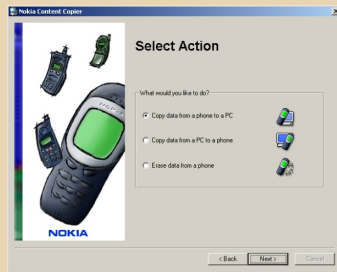 Nokia Content Copier
Select Action
What would you like to do?
Copy data from a phone to a PC
Copy data from a PC to a phone
Erase data from a phone
NOKIA
NOKIA
< Back
Next >
Cancel